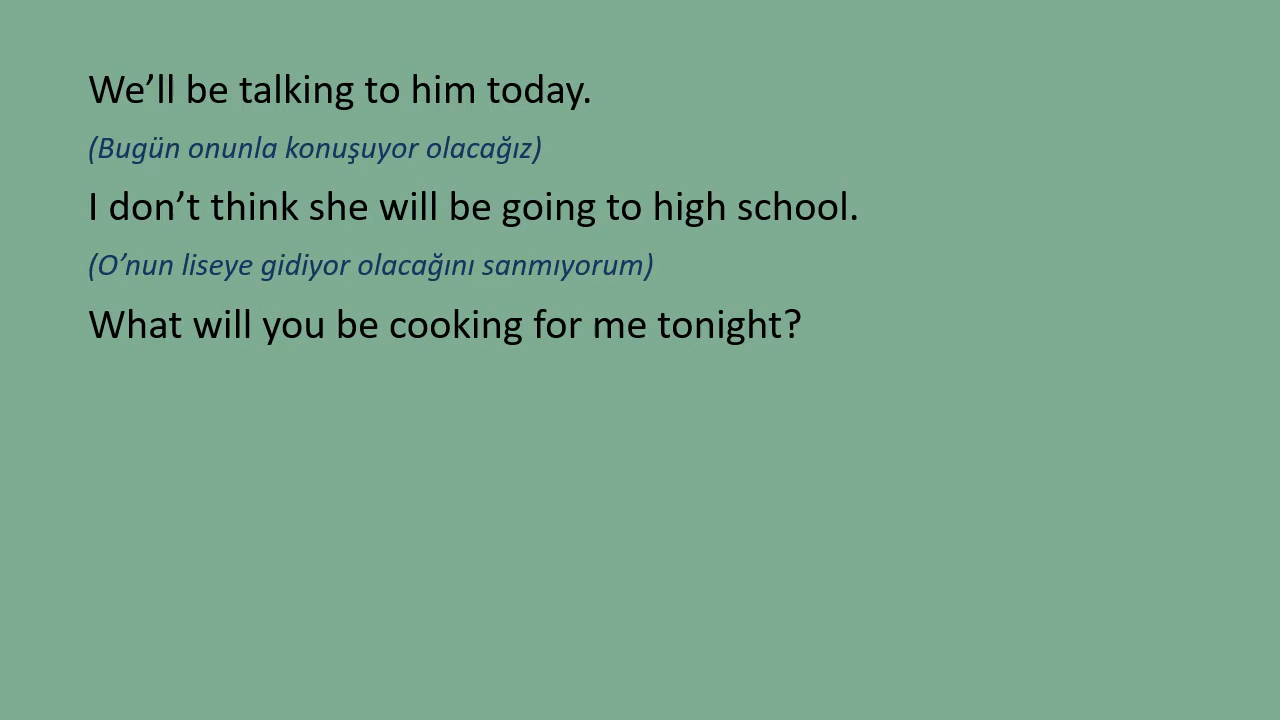 We’ll be talking to him today.
(Bugün onunla konuşuyor olacağız)
I don’t think she will be going to high school.
(O’nun liseye gidiyor olacağını sanmıyorum)
What will you be cooking for me tonight?